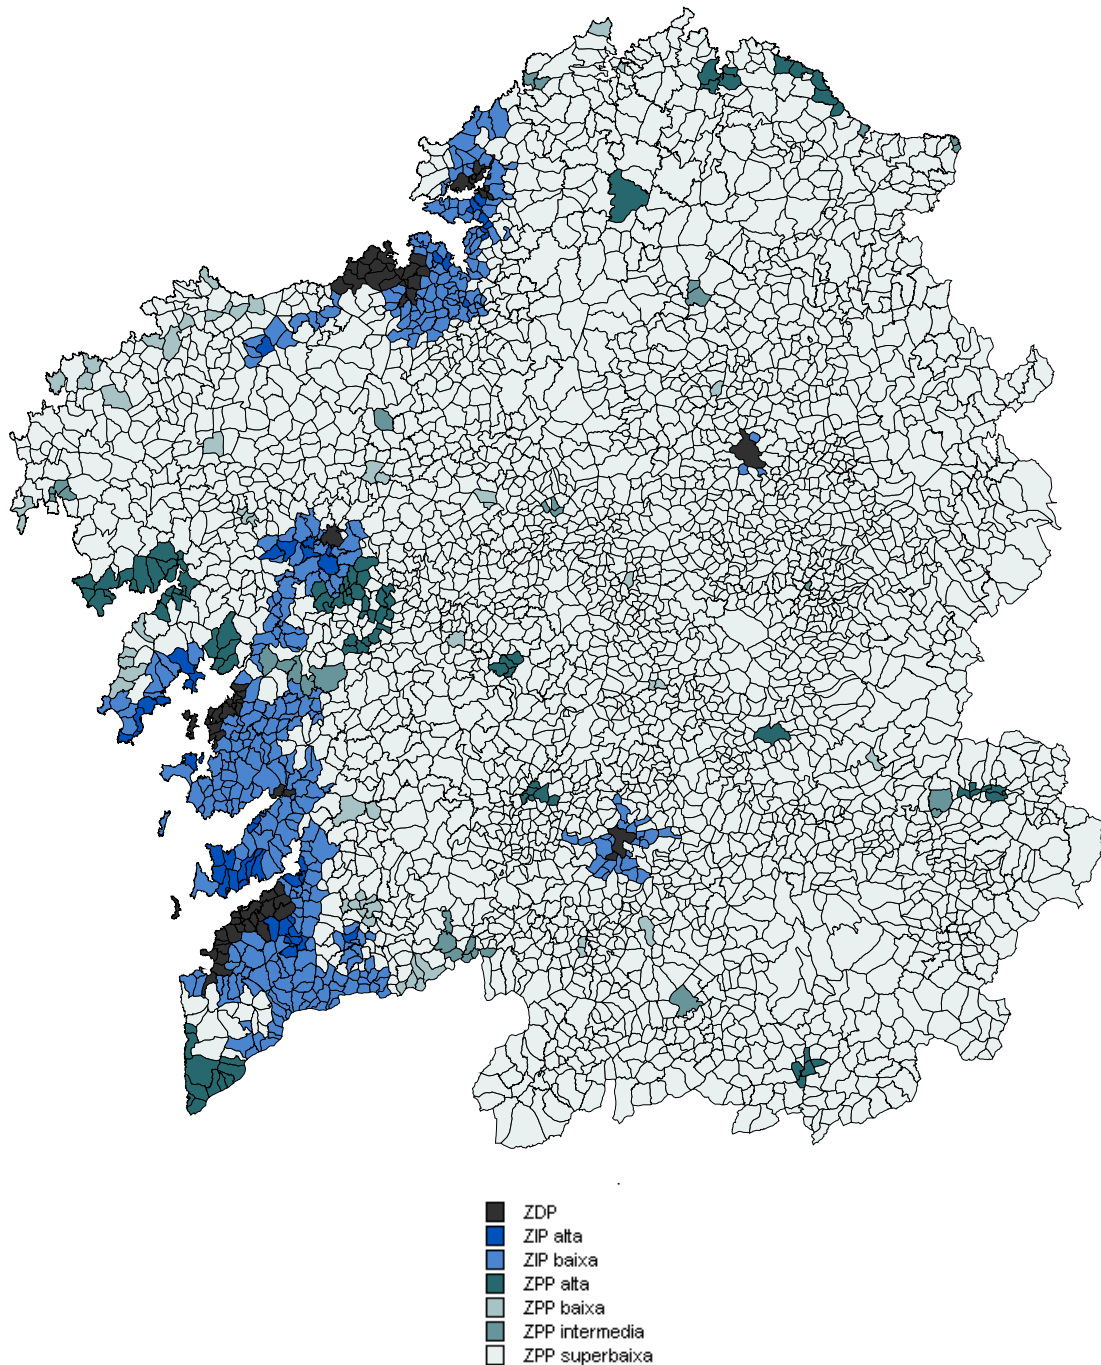 ZDP
ZIP alta
ZIP baixa
ZPP alta
ZPP baixa
ZPP intermedia
ZPP superbaixa